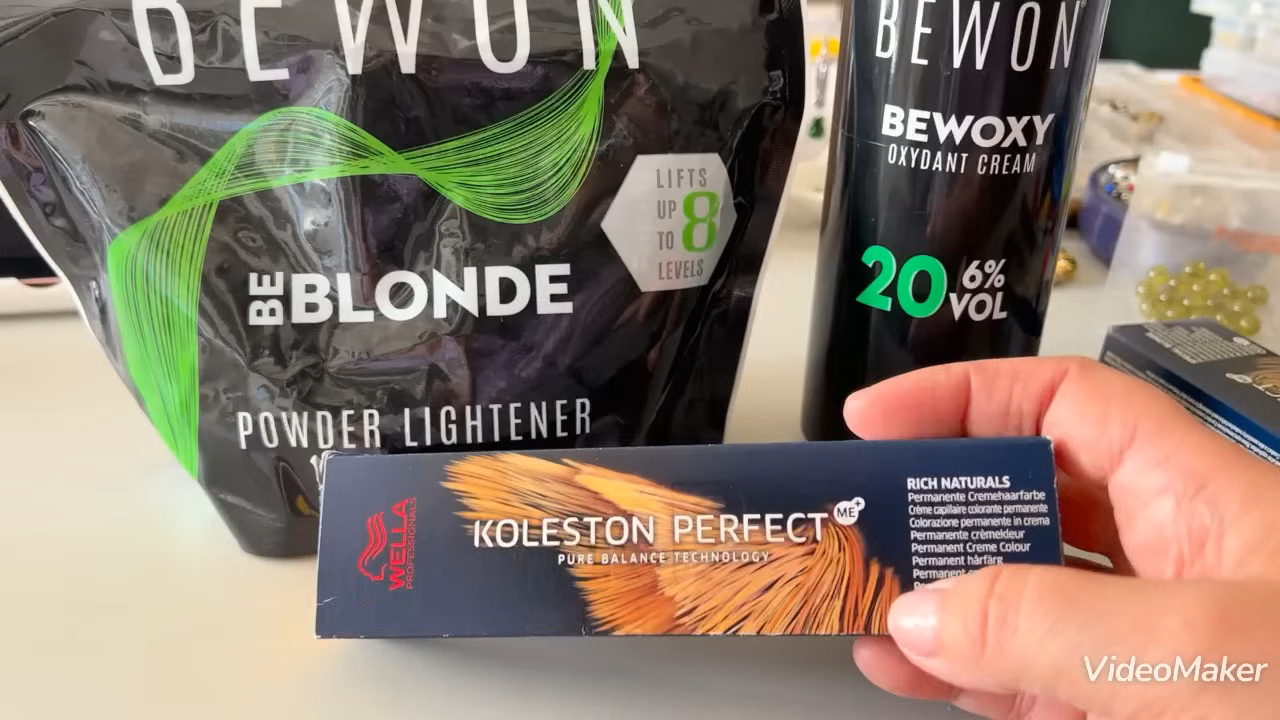 BEWON
BE BLONDE
LIFTS
UP
TO 8
LEVELS
POWDER LIGHTENER
BEWON
BEWOXY
OXYDANT CREAM
20 6%
VOL
WELLA
PROFESSIONALS
KOLESTON PERFECT ME+
PURE BALANCE TECHNOLOGY
RICH NATURALS
Permanente Cremehaarfarbe
Crème capillaire colorante permanente
Colorazione permanente in crema
Permanente crèmekleur
Permanent Creme Colour
Permanent hårfärg
Permanent
VideoMaker